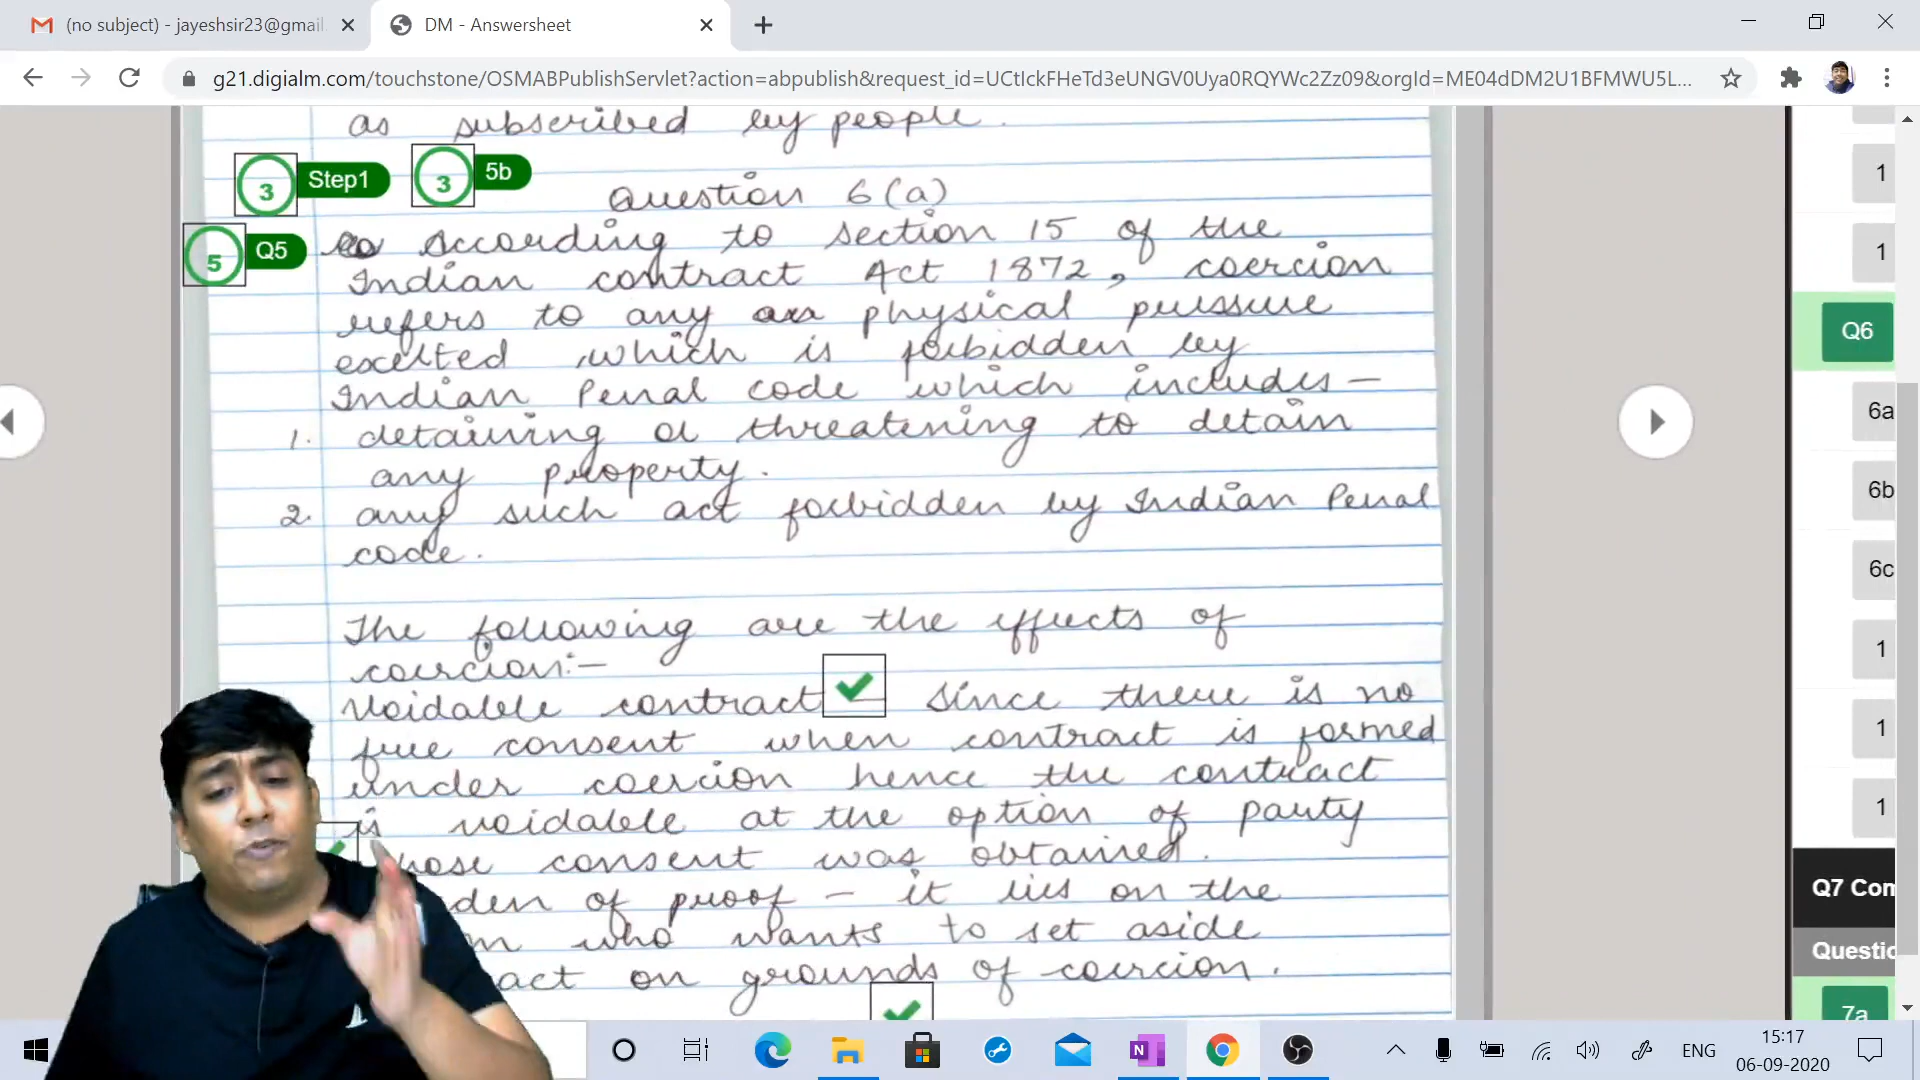 (no subject) - jayeshsir23@gmail.
DM - Answersheet
g21.digialm.com/touchstone/OSMABPublishServlet?action=abpublish&request_id=UCtIckFHeTd3eUNGV0Uya0RQYWc2Zz09&orgId=ME04dDM2U1BFMWU5L...
as subscribed by people.
3 Step1 3 5b
Question 6(a)
5 Q5
According to section 15 of the
Indian contract Act 1872, coercion
refers to any physical pressure
exerted, which is forbidden by
Indian Penal code which includes –
1. detaining or threatening to detain
any property.
2. any such act forbidden by Indian Penal
code.
The following are the effects of
coercion:–
Voidable contract since there is no
free consent when contract is formed
under coercion hence the contract
is voidable at the option of party
hose consent was obtained.
den of proof – it lies on the
who wants to set aside
act on grounds of coercion.
1
1
Q6
6a
6b
6c
1
1
1
Q7 Com
Questio
7a
ENG
15:17
06-09-2020